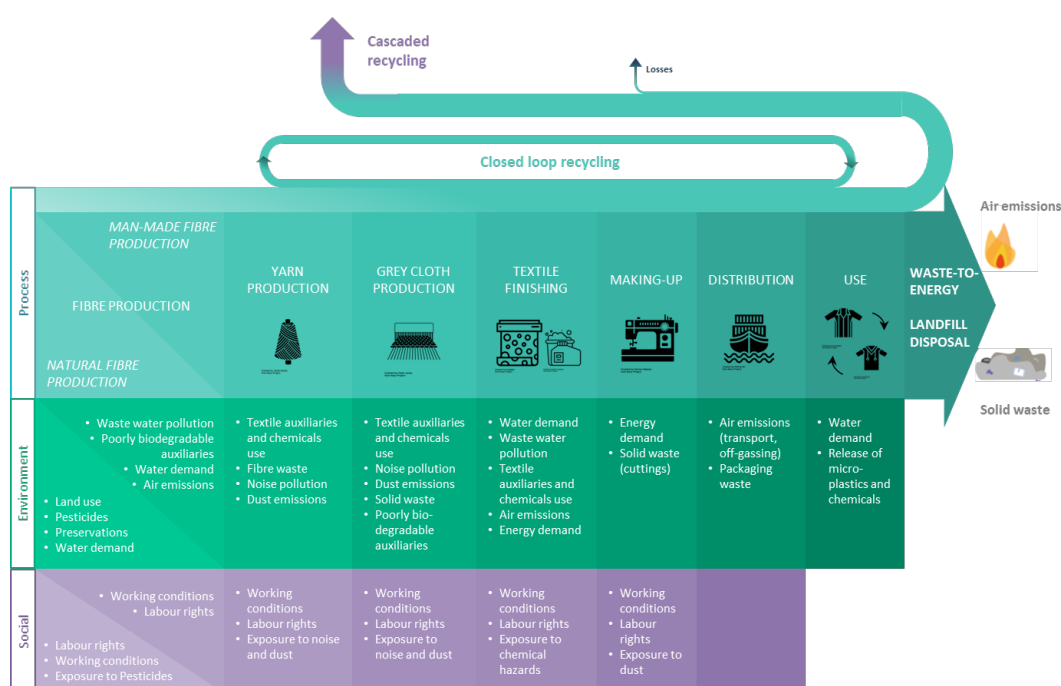 Cascaded
recycling
Losses
Closed loop recycling
Process
MAN-MADE FIBRE
PRODUCTION
FIBRE PRODUCTION
NATURAL FIBRE
PRODUCTION
YARN
PRODUCTION
GREY CLOTH
PRODUCTION
TEXTILE
FINISHING
MAKING-UP
DISTRIBUTION
USE
WASTE-TO-
ENERGY
LANDFILL
DISPOSAL
Air emissions
Solid waste
Environment
• Waste water pollution
• Poorly biodegradable
auxiliaries
• Water demand
• Air emissions
• Land use
• Pesticides
• Preservations
• Water demand
• Textile auxiliaries
and chemicals
use
• Fibre waste
• Noise pollution
• Dust emissions
• Textile auxiliaries
and chemicals
use
• Noise pollution
• Dust emissions
• Solid waste
• Poorly bio-
degradable
auxiliaries
• Water demand
• Waste water
pollution
• Textile
auxiliaries and
chemicals use
• Air emissions
• Energy demand
• Energy
demand
• Solid waste
(cuttings)
• Air emissions
(transport,
off-gassing)
• Packaging
waste
• Water
demand
• Release of
micro-
plastics and
chemicals
Social
• Working conditions
• Labour rights
• Labour rights
• Working conditions
• Exposure to Pesticides
• Working
conditions
• Labour rights
• Exposure to noise
and dust
• Working
conditions
• Labour rights
• Exposure to
noise and dust
• Working
conditions
• Labour rights
• Exposure to
chemical
hazards
• Working
conditions
• Labour
rights
• Exposure to
dust